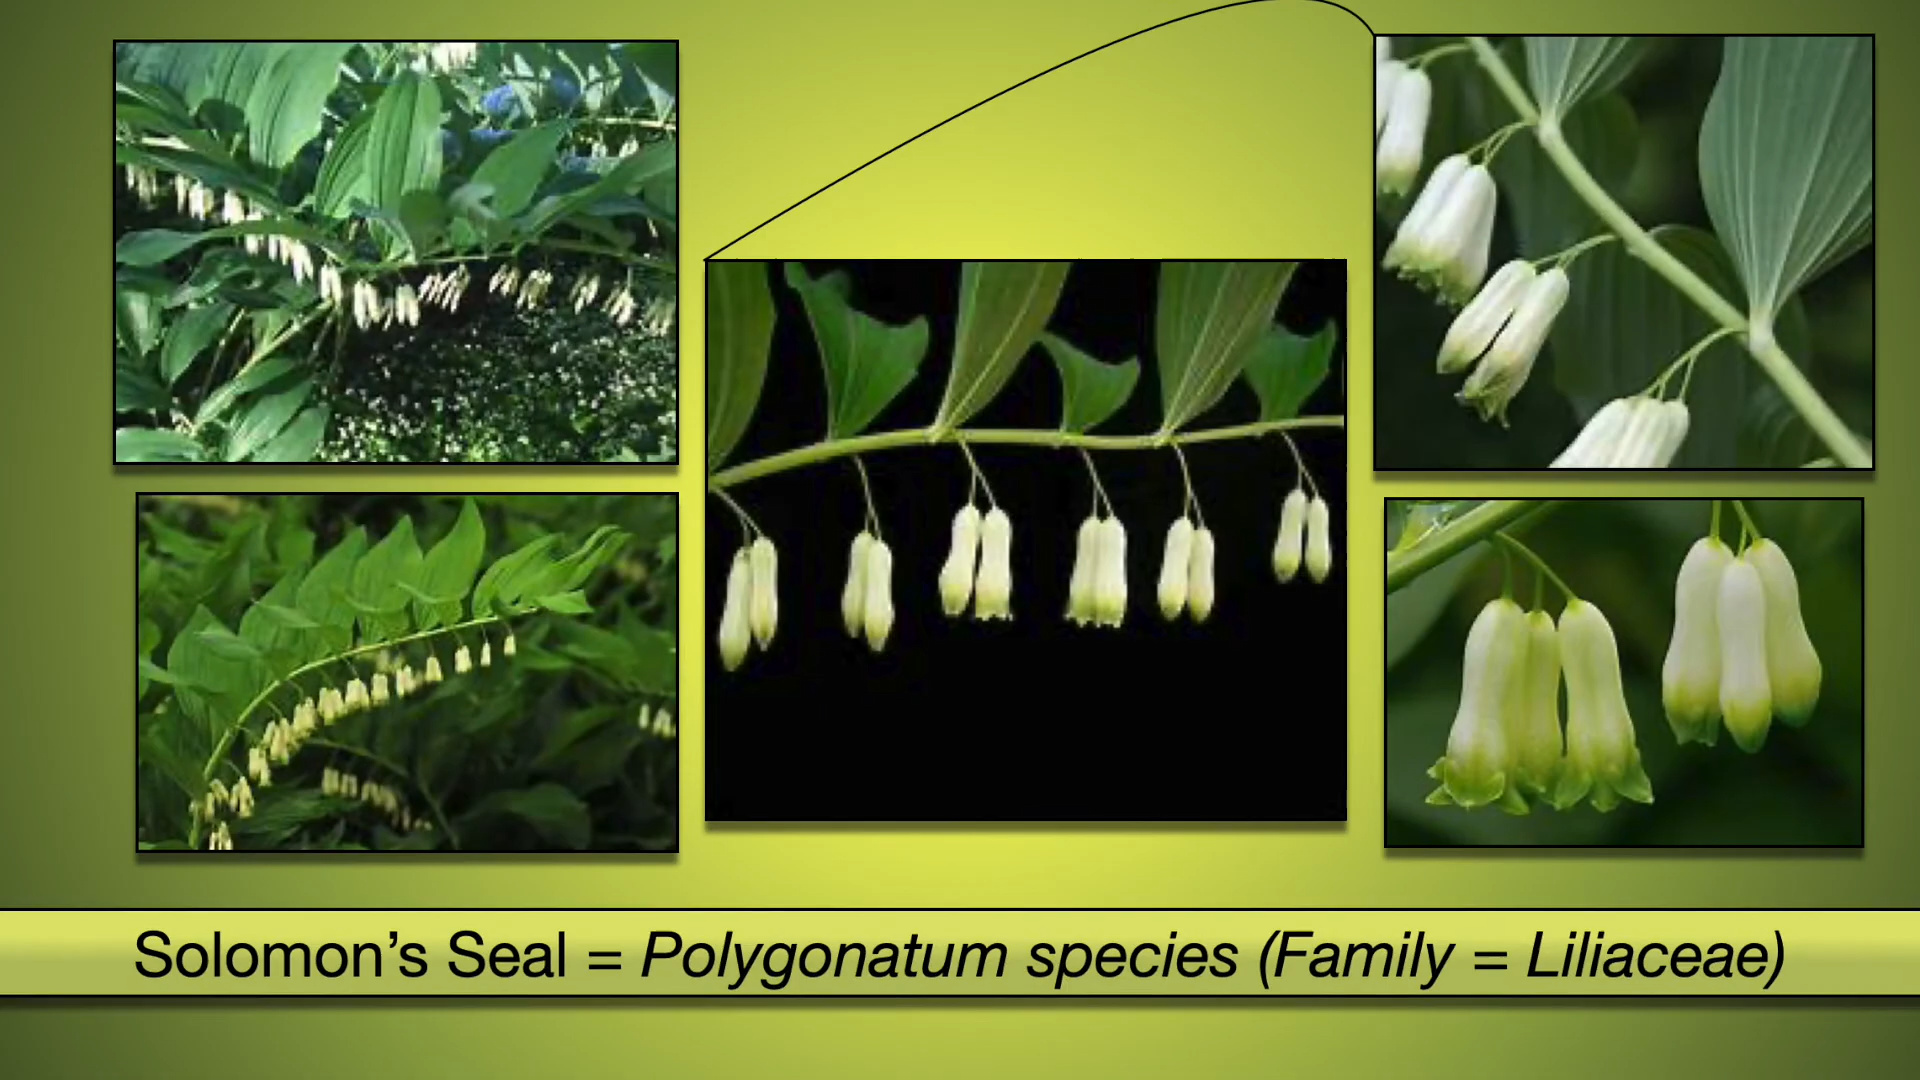 Solomon’s Seal = Polygonatum species (Family = Liliaceae)